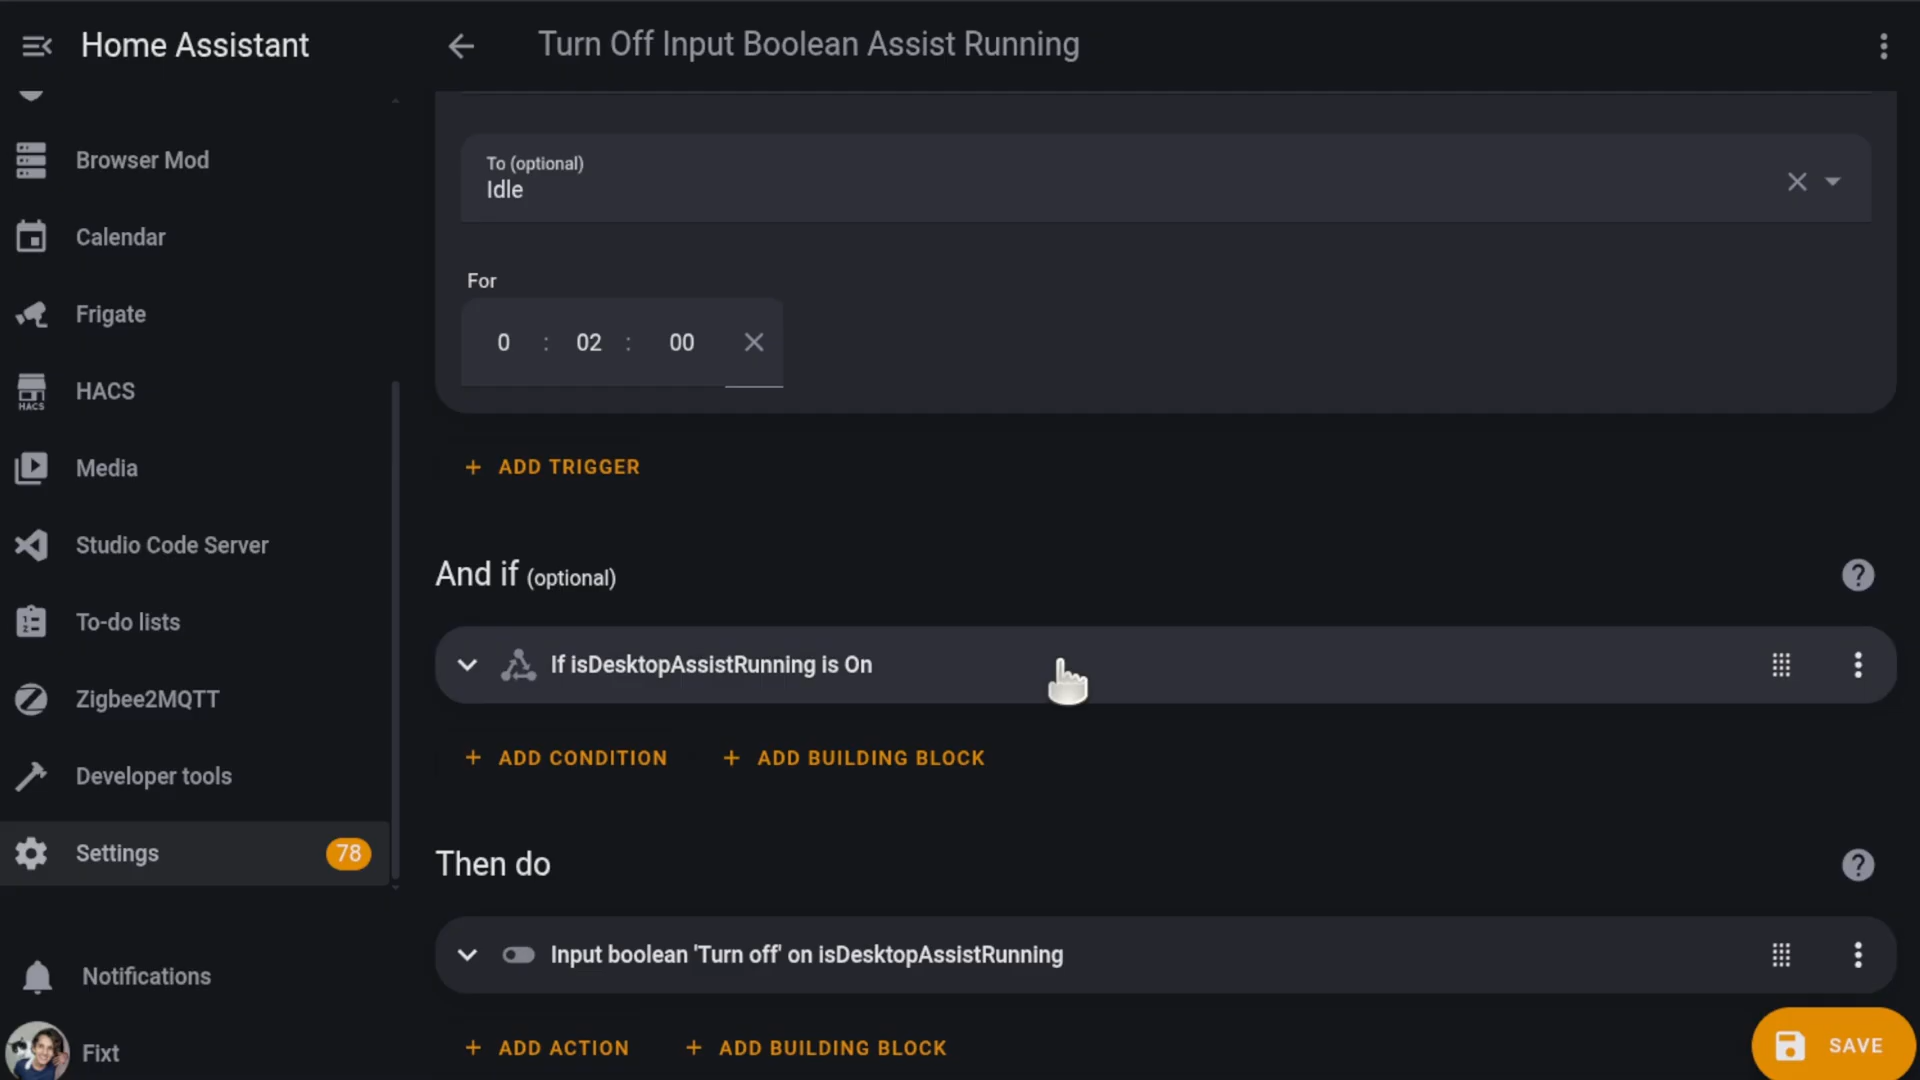 Home Assistant
Turn Off Input Boolean Assist Running
Browser Mod
Calendar
Frigate
HACS
HACS
Media
Studio Code Server
To-do lists
Zigbee2MQTT
Developer tools
Settings
78
Notifications
Fixt
To (optional)
Idle
For
0 : 02 : 00
+ ADD TRIGGER
And if (optional)
If isDesktopAssistRunning is On
+ ADD CONDITION + ADD BUILDING BLOCK
Then do
Input boolean 'Turn off' on isDesktopAssistRunning
+ ADD ACTION + ADD BUILDING BLOCK
SAVE